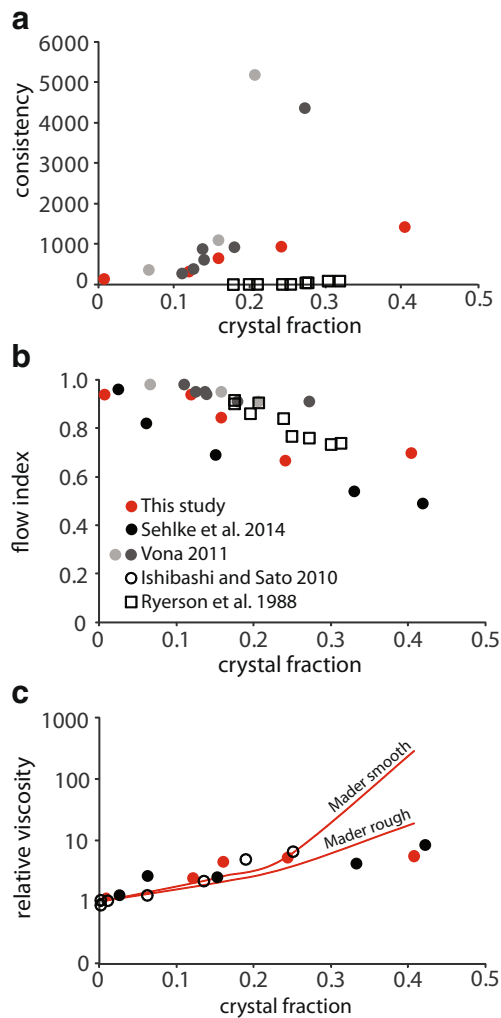 a
6000
5000
4000
3000
2000
1000
0
consistency
0 0.1 0.2 0.3 0.4 0.5
crystal fraction
b
1.0
0.8
0.6
0.4
0.2
0
flow index
This study
Sehlke et al. 2014
Vona 2011
Ishibashi and Sato 2010
Ryerson et al. 1988
0 0.1 0.2 0.3 0.4 0.5
crystal fraction
c
1000
100
10
1
relative viscosity
Mader smooth
Mader rough
0 0.1 0.2 0.3 0.4 0.5
crystal fraction